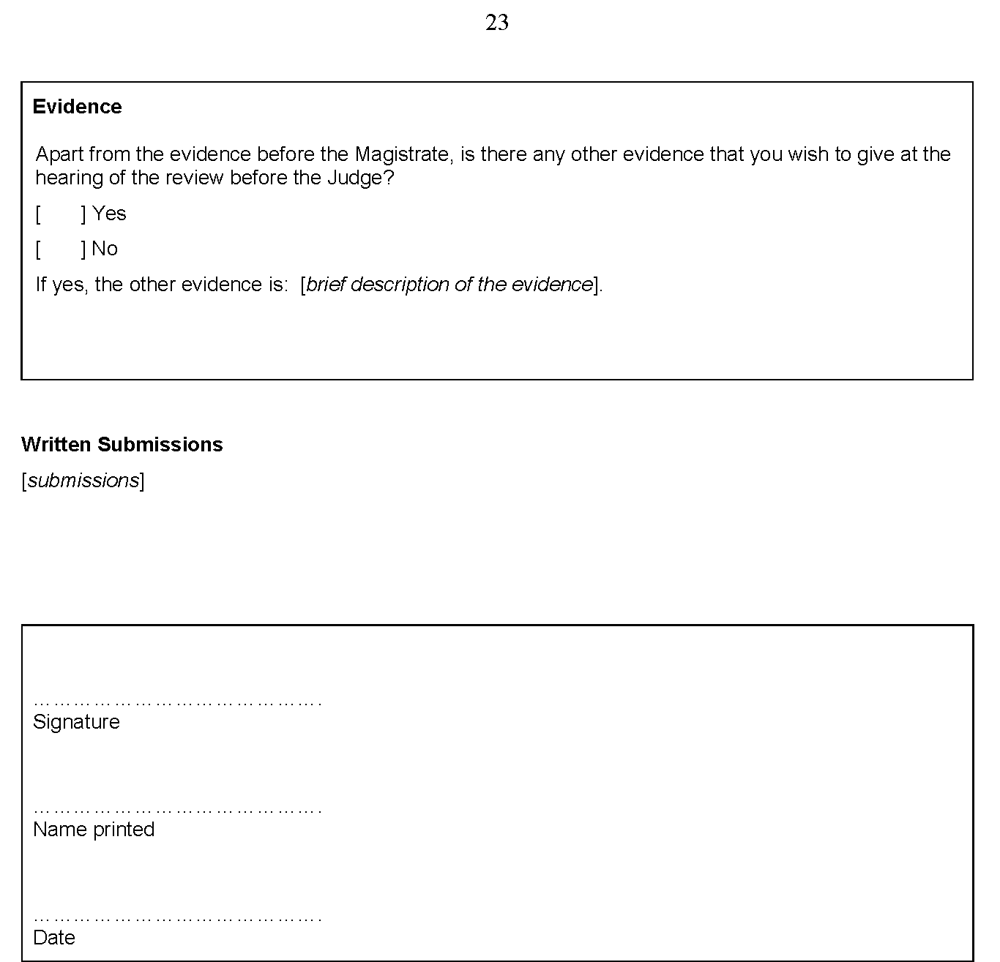 23
Evidence
Apart from the evidence before the Magistrate, is there any other evidence that you wish to give at the
hearing of the review before the Judge?
[ ] Yes
[ ] No
If yes, the other evidence is: [brief description of the evidence].
Written Submissions
[submissions]
…………………………………….
Signature
…………………………………….
Name printed
…………………………………….
Date